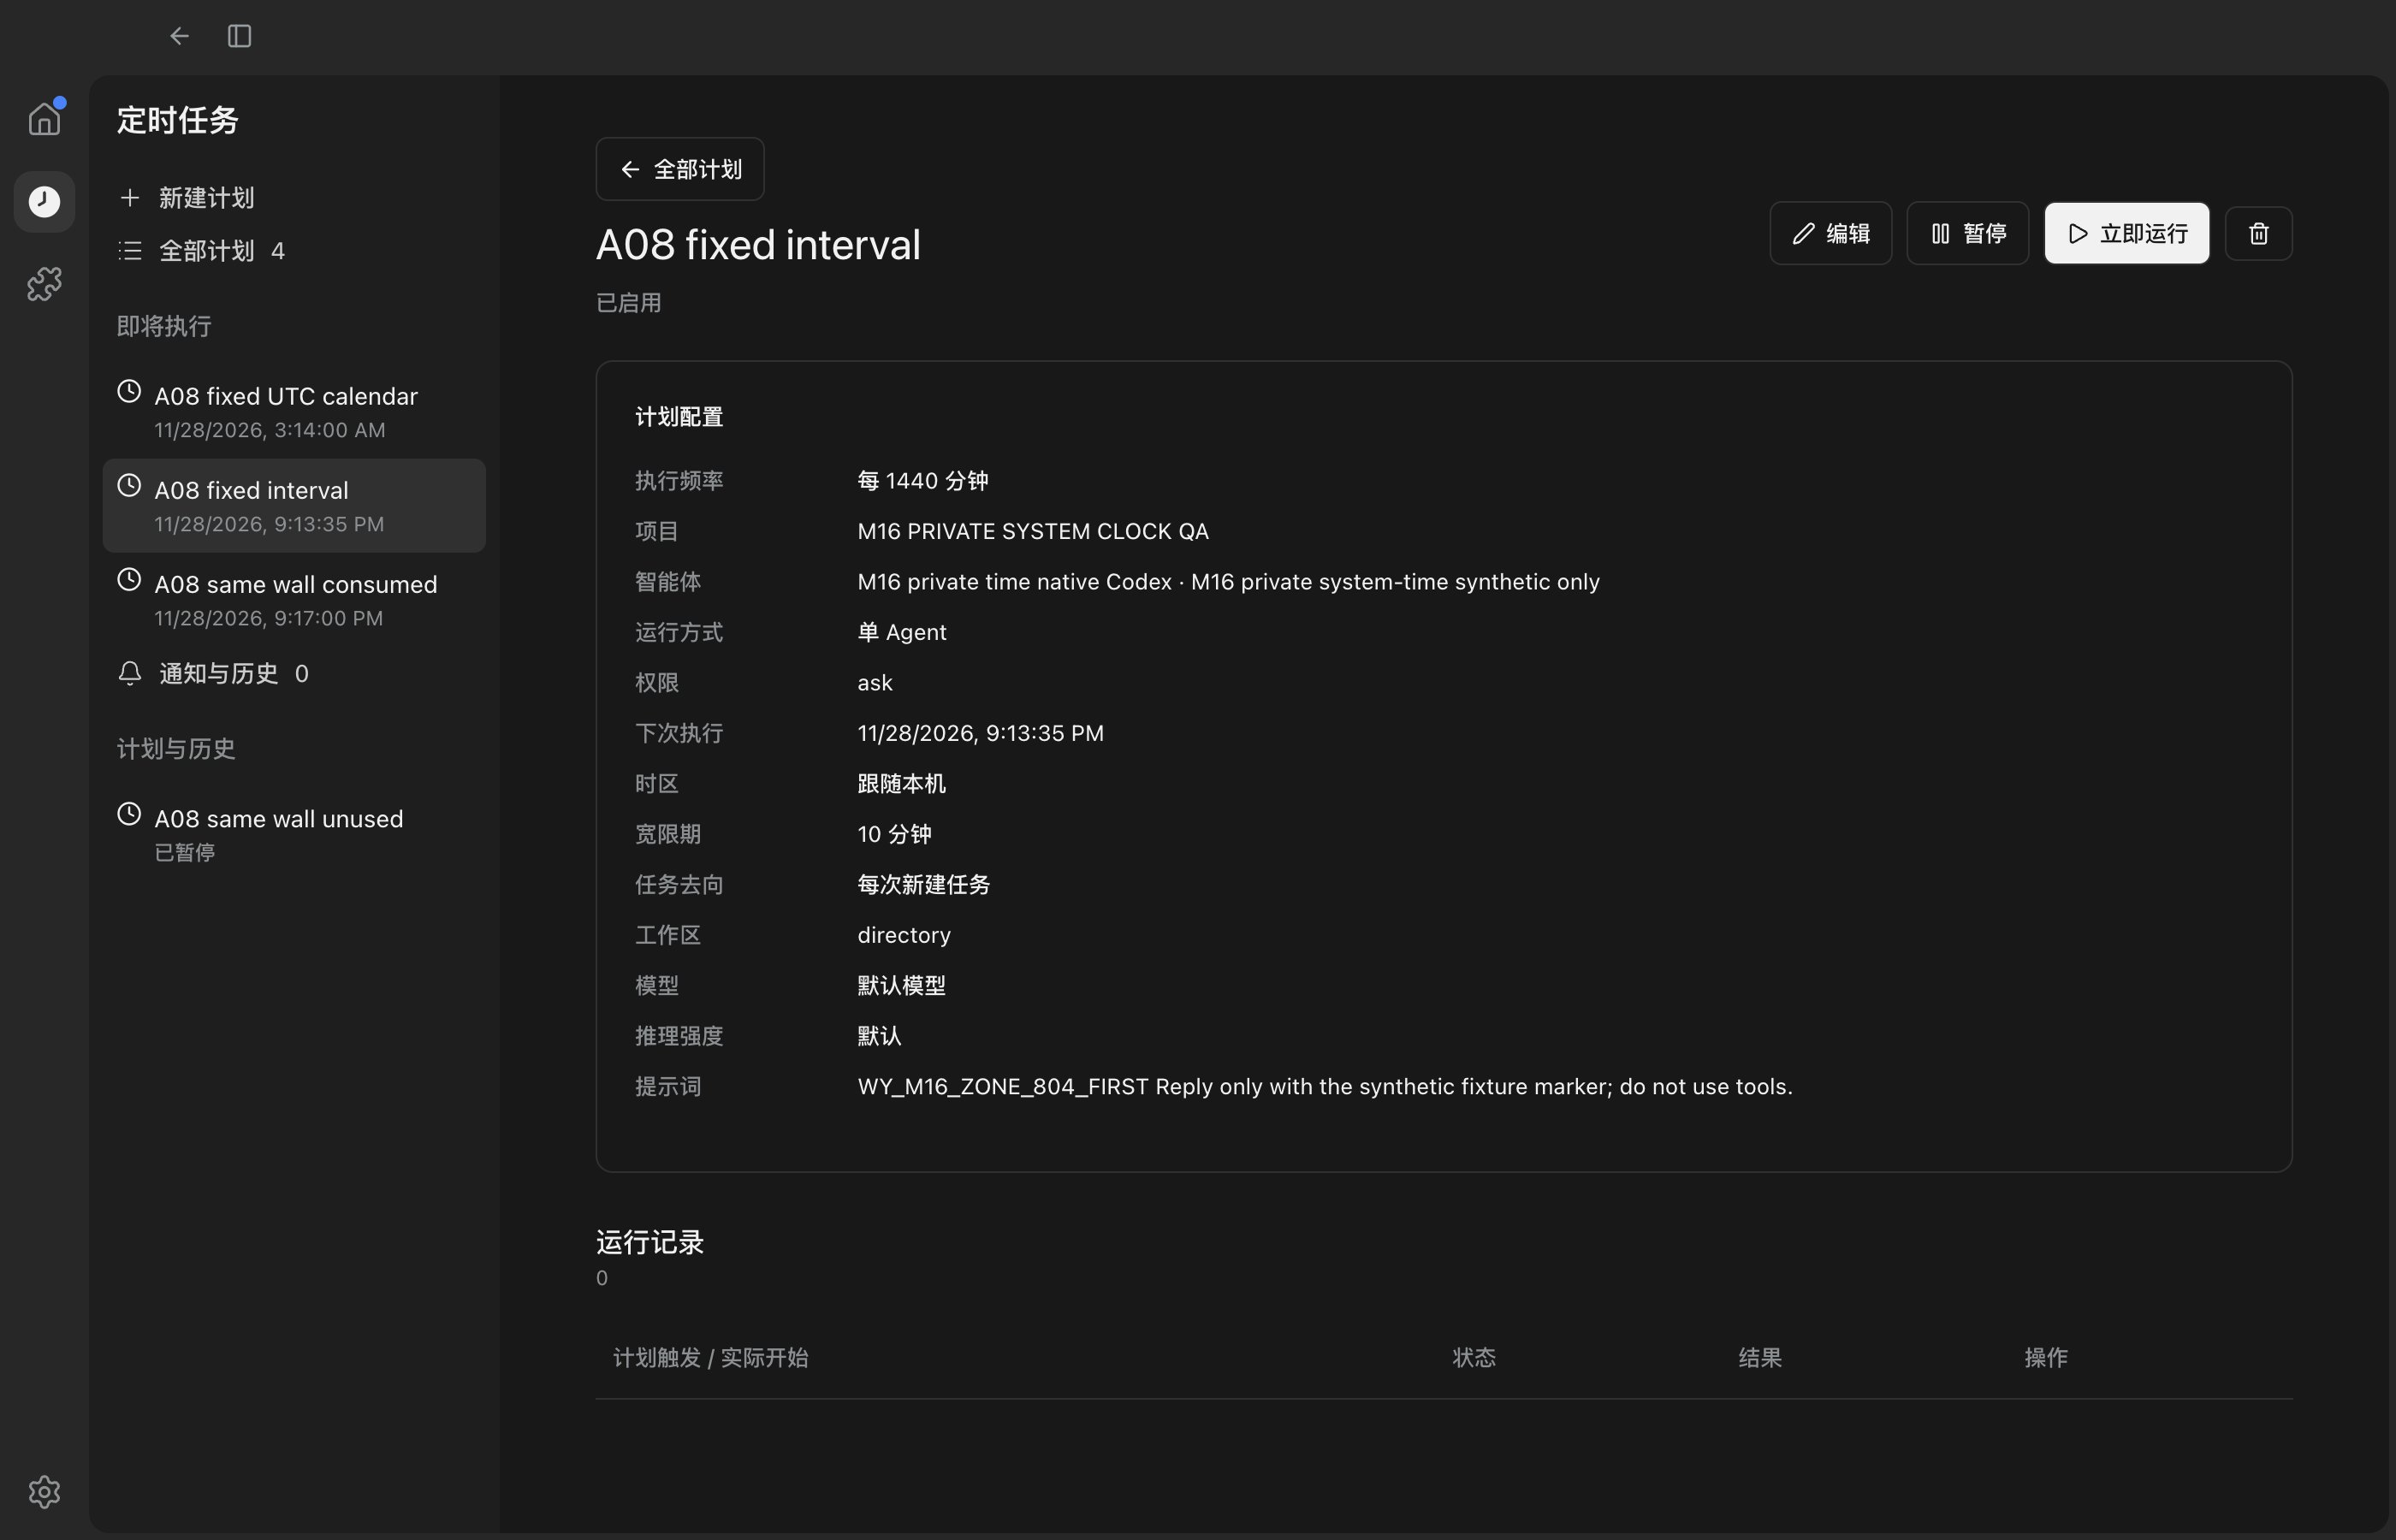 定时任务
新建计划
全部计划 4
即将执行
A08 fixed UTC calendar
11/28/2026, 3:14:00 AM
A08 fixed interval
11/28/2026, 9:13:35 PM
A08 same wall consumed
11/28/2026, 9:17:00 PM
通知与历史 0
计划与历史
A08 same wall unused
已暂停
全部计划
A08 fixed interval
已启用
编辑
暂停
立即运行
计划配置
执行频率 每 1440 分钟
项目 M16 PRIVATE SYSTEM CLOCK QA
智能体 M16 private time native Codex · M16 private system-time synthetic only
运行方式 单 Agent
权限 ask
下次执行 11/28/2026, 9:13:35 PM
时区 跟随本机
宽限期 10 分钟
任务去向 每次新建任务
工作区 directory
模型 默认模型
推理强度 默认
提示词 WY_M16_ZONE_804_FIRST Reply only with the synthetic fixture marker; do not use tools.
运行记录
0
计划触发 / 实际开始 状态 结果 操作